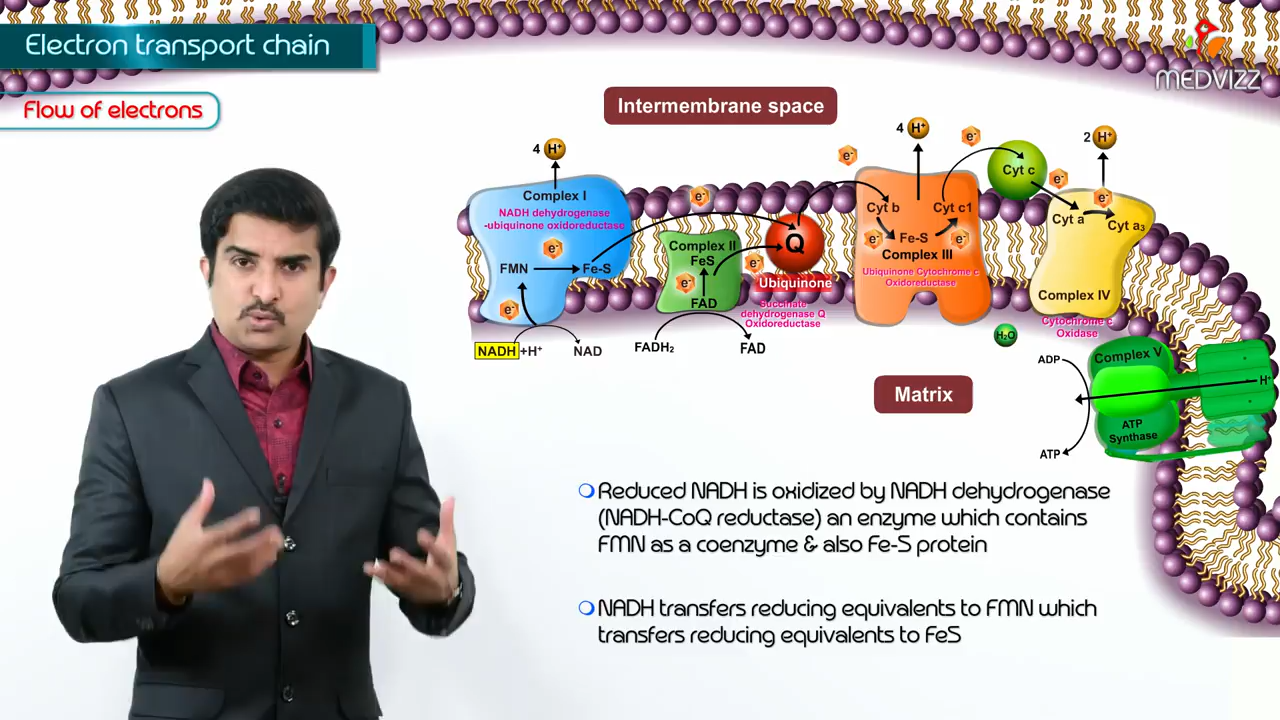 Electron transport chain
MEDVIZZ
Flow of electrons
Intermembrane space
4 H⁺
4 H⁺
e⁻
2 H⁺
e⁻
Cyt c
e⁻
Complex I
NADH dehydrogenase
-ubiquinone oxidoreductase
e⁻
e⁻
Cyt b
Cyt c1
Cyt a
Cyt a₃
e⁻
Complex II
FeS
Q
e⁻
Fe-S
e⁻
Complex III
Ubiquinone Cytochrome c
Oxidoreductase
FMN
Fe-S
e⁻
e⁻
Ubiquinone
Complex IV
e⁻
FAD
Succinate
dehydrogenase Q
Oxidoreductase
Cytochrome c
Oxidase
H₂O
NADH+H⁺
NAD
FADH₂
FAD
ADP
Complex V
H⁺
Matrix
ATP
Synthase
ATP
Reduced NADH is oxidized by NADH dehydrogenase
(NADH-CoQ reductase) an enzyme which contains
FMN as a coenzyme & also Fe-S protein
NADH transfers reducing equivalents to FMN which
transfers reducing equivalents to FeS